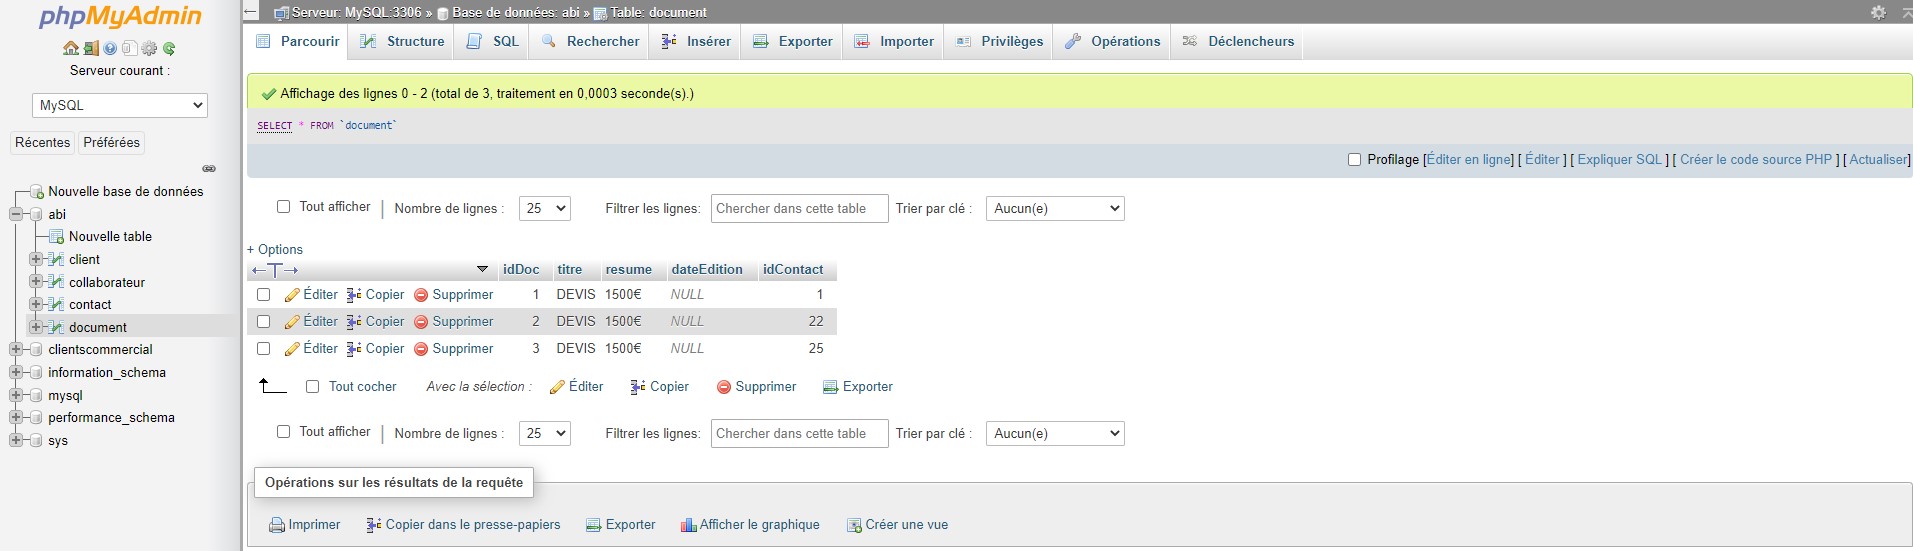 phpMyAdmin
Serveur courant :
MySQL
Récentes Préférées
Nouvelle base de données
abi
Nouvelle table
client
collaborateur
contact
document
clientscommercial
information_schema
mysql
performance_schema
sys
Serveur: MySQL:3306 » Base de données: abi » Table: document
Parcourir Structure SQL Rechercher Insérer Exporter Importer Privilèges Opérations Déclencheurs
Affichage des lignes 0 - 2 (total de 3, traitement en 0,0003 seconde(s).)
SELECT * FROM `document`
Profilage [Éditer en ligne] [ Éditer ] [ Expliquer SQL ] [ Créer le code source PHP ] [ Actualiser]
Tout afficher | Nombre de lignes : 25 Filtrer les lignes: Chercher dans cette table Trier par clé : Aucun(e)
+ Options
←T→ idDoc titre resume dateEdition idContact
Éditer Copier Supprimer 1 DEVIS 1500€ NULL 1
Éditer Copier Supprimer 2 DEVIS 1500€ NULL 22
Éditer Copier Supprimer 3 DEVIS 1500€ NULL 25
Tout cocher Avec la sélection : Éditer Copier Supprimer Exporter
Tout afficher | Nombre de lignes : 25 Filtrer les lignes: Chercher dans cette table Trier par clé : Aucun(e)
Opérations sur les résultats de la requête
Imprimer Copier dans le presse-papiers Exporter Afficher le graphique Créer une vue